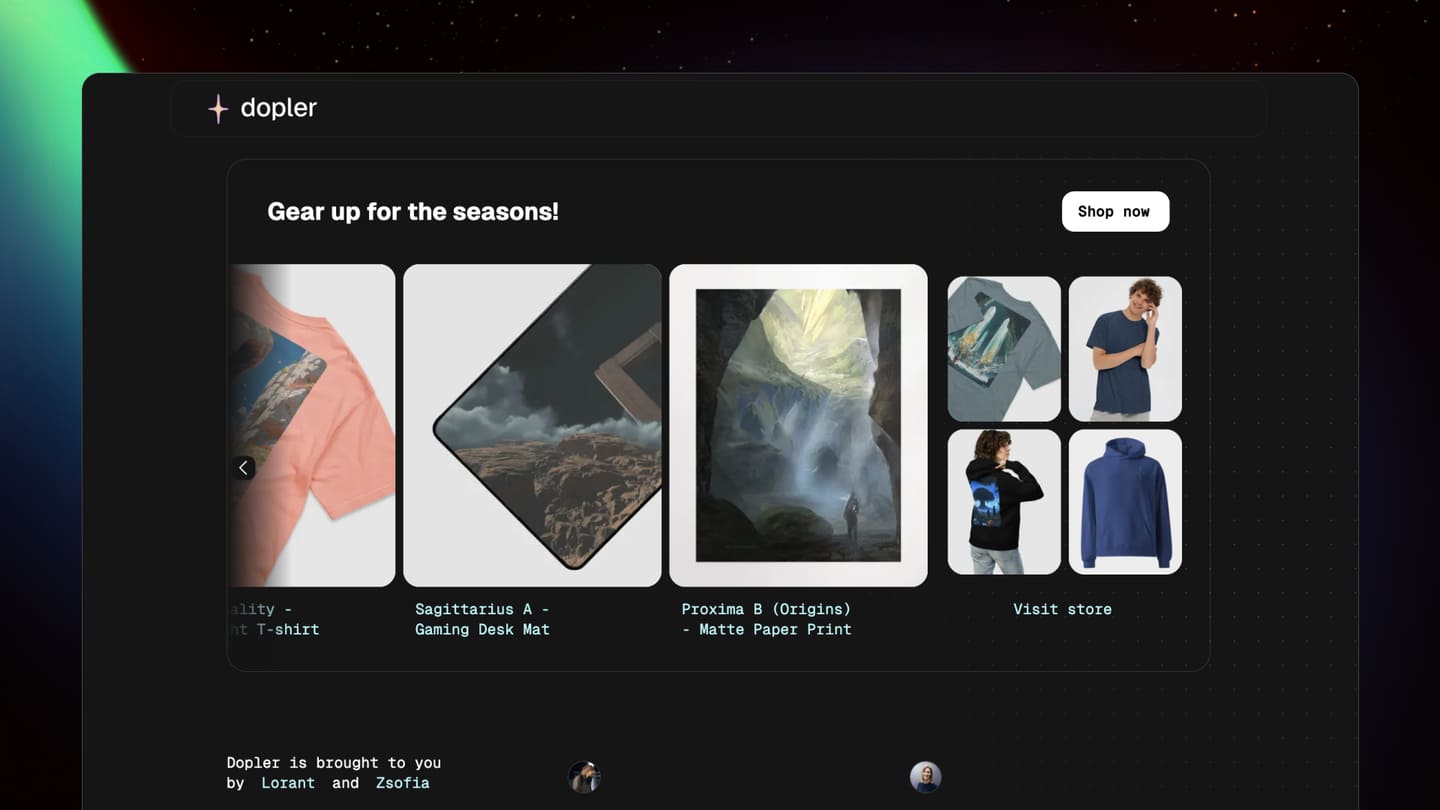 dopler
Gear up for the seasons!
Shop now
ality -
ht T-shirt
Sagittarius A -
Gaming Desk Mat
Proxima B (Origins)
- Matte Paper Print
Visit store
Dopler is brought to you
by Lorant and Zsofia